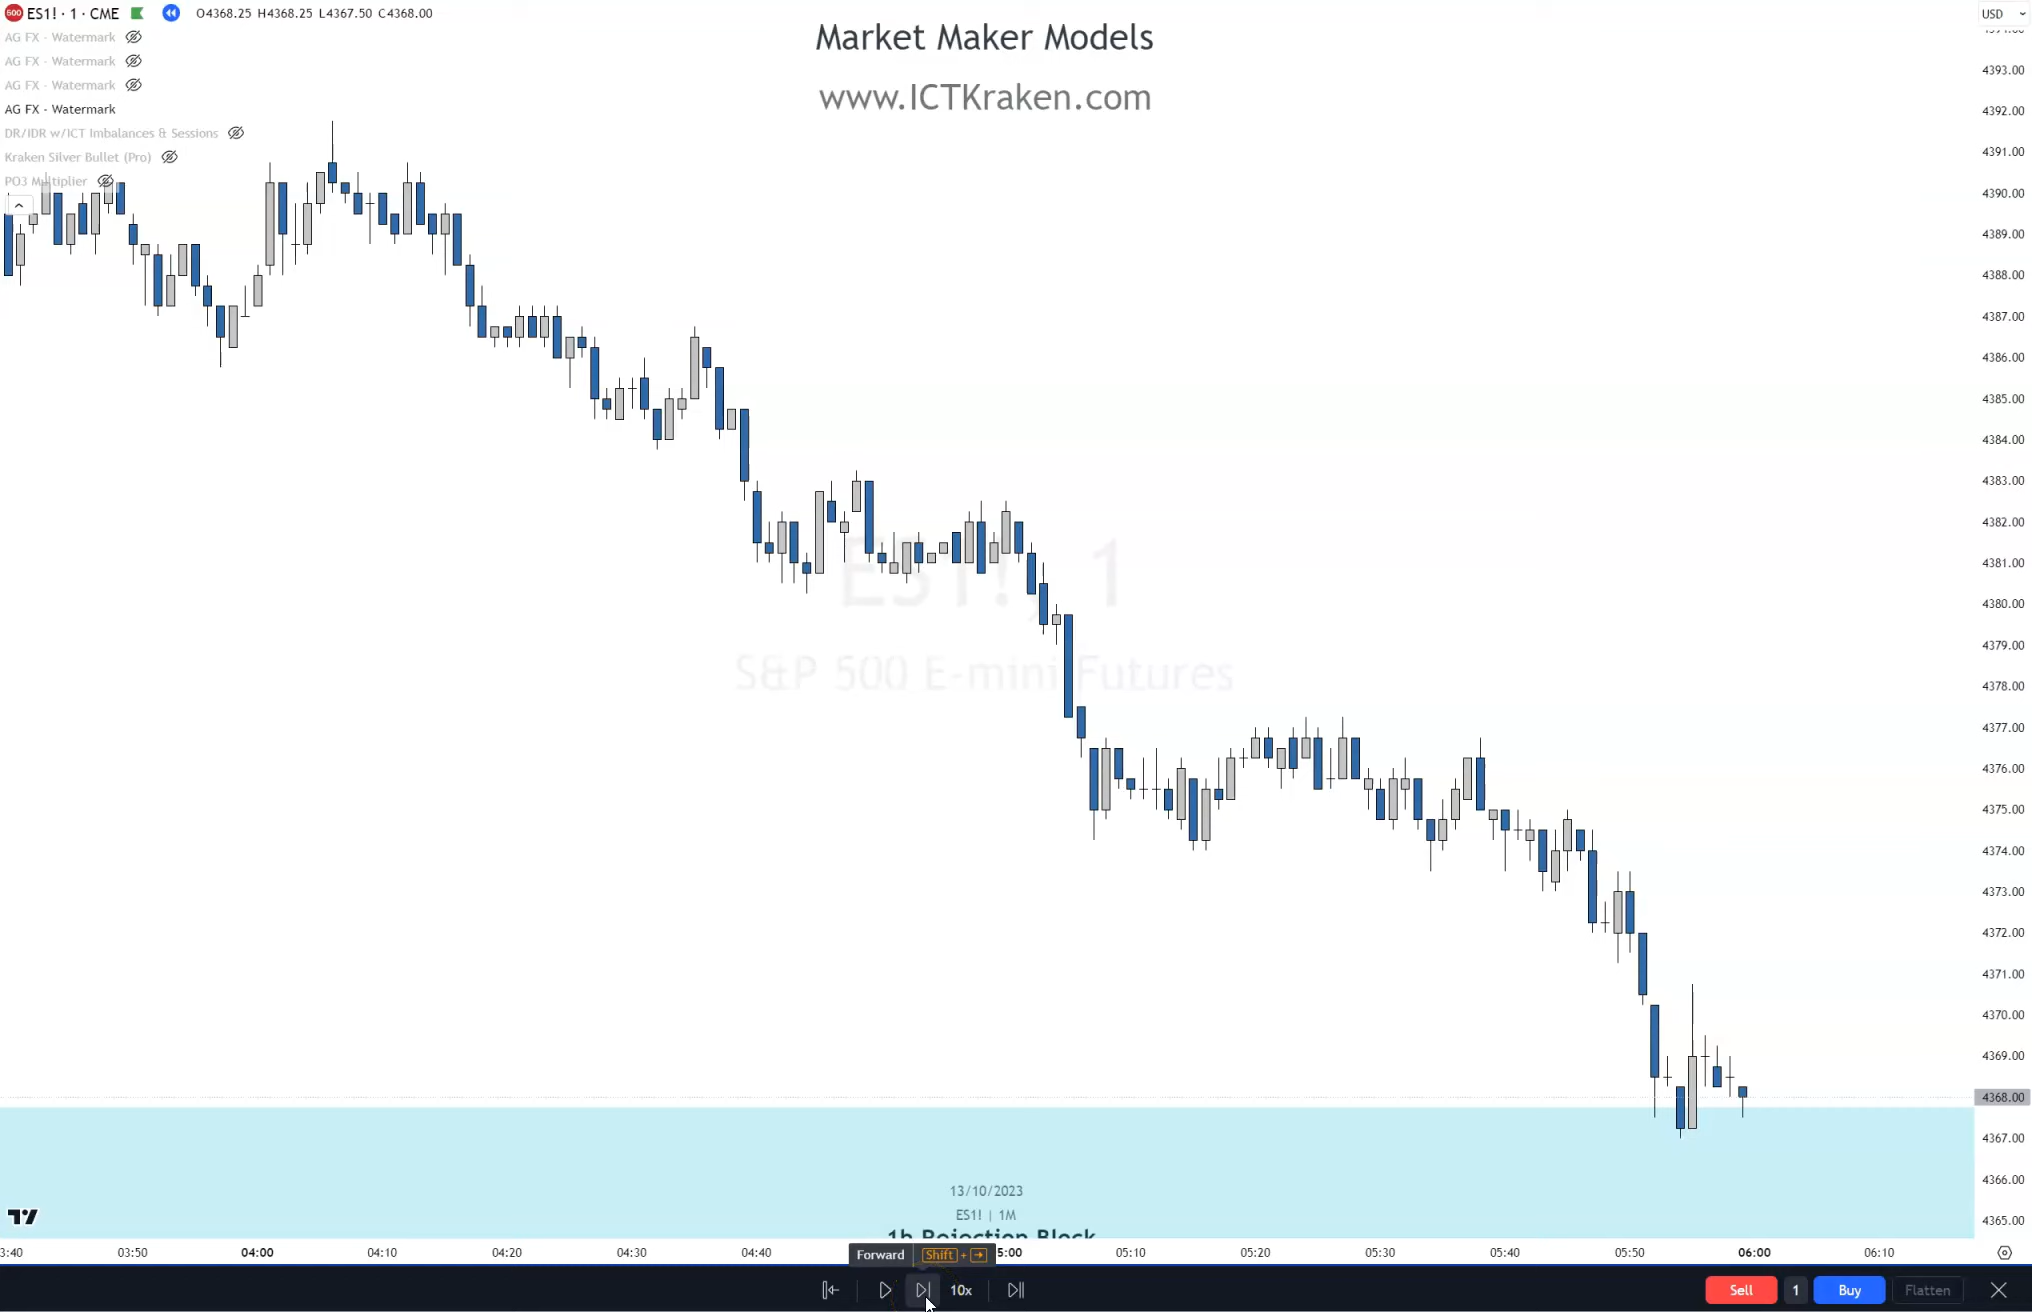 500 ES1! · 1 · CME O4368.25 H4368.25 L4367.50 C4368.00
AG FX - Watermark
AG FX - Watermark
AG FX - Watermark
AG FX - Watermark
DR/IDR w/ICT Imbalances & Sessions
Kraken Silver Bullet (Pro)
PO3 Multiplier
Market Maker Models
www.ICTKraken.com
USD
4393.00
4392.00
4391.00
4390.00
4389.00
4388.00
4387.00
4386.00
4385.00
4384.00
4383.00
4382.00
4381.00
4380.00
4379.00
4378.00
4377.00
4376.00
4375.00
4374.00
4373.00
4372.00
4371.00
4370.00
4369.00
4368.00
4367.00
4366.00
4365.00
ES1!, 1
S&P 500 E-mini Futures
13/10/2023
ES1! | 1M
1h Rejection Block
3:40 03:50 04:00 04:10 04:20 04:30 04:40 5:00 05:10 05:20 05:30 05:40 05:50 06:00 06:10
Forward Shift + →
10x
Sell 1 Buy Flatten